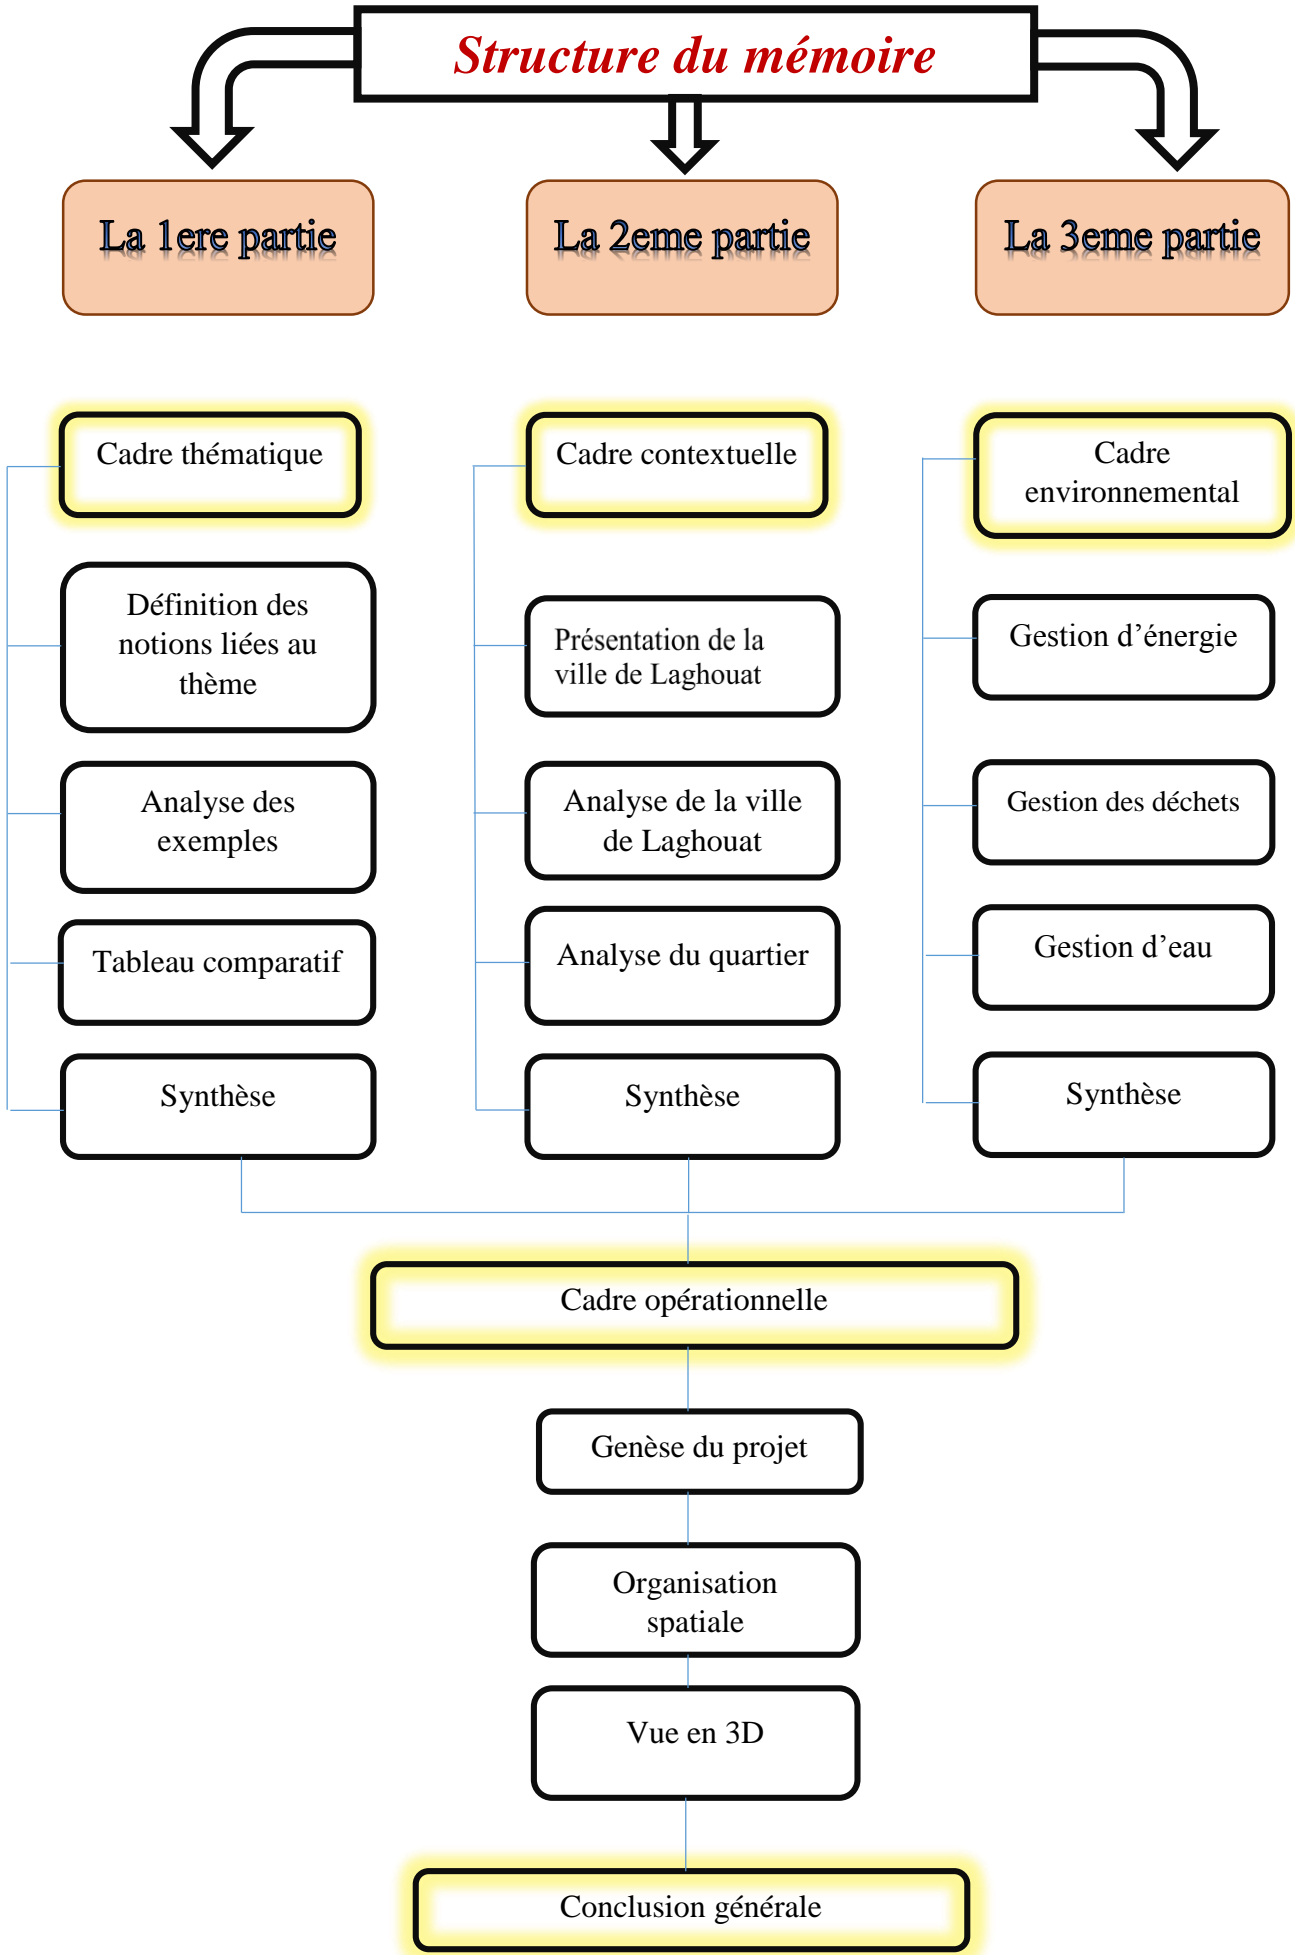 Structure du mémoire
La 1ere partie
La 2eme partie
La 3eme partie
Cadre thématique
Définition des
notions liées au
thème
Analyse des
exemples
Tableau comparatif
Synthèse
Cadre contextuelle
Présentation de la
ville de Laghouat
Analyse de la ville
de Laghouat
Analyse du quartier
Synthèse
Cadre
environnemental
Gestion d’énergie
Gestion des déchets
Gestion d’eau
Synthèse
Cadre opérationnelle
Genèse du projet
Organisation
spatiale
Vue en 3D
Conclusion générale